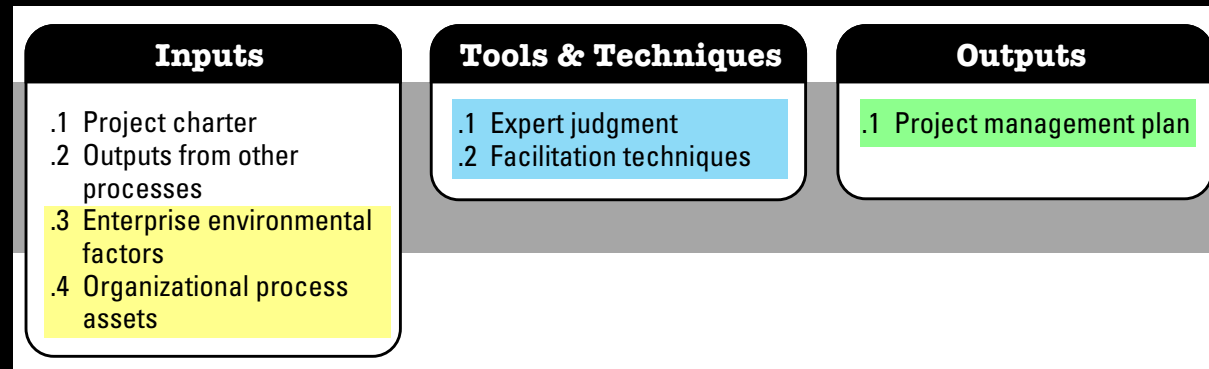 Inputs
.1 Project charter
.2 Outputs from other
processes
.3 Enterprise environmental
factors
.4 Organizational process
assets
Tools & Techniques
.1 Expert judgment
.2 Facilitation techniques
Outputs
.1 Project management plan